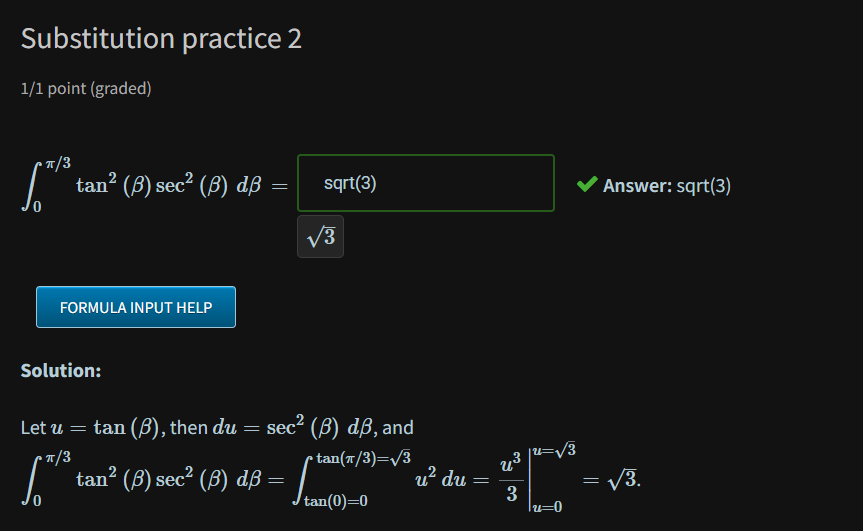 Substitution practice 2
1/1 point (graded)
∫₀^{π/3} tan² (β) sec² (β) dβ = sqrt(3) Answer: sqrt(3)
√3
FORMULA INPUT HELP
Solution:
Let u = tan (β), then du = sec² (β) dβ, and
∫₀^{π/3} tan² (β) sec² (β) dβ = ∫_{tan(0)=0}^{tan(π/3)=√3} u² du = u³/3 |_{u=0}^{u=√3} = √3.